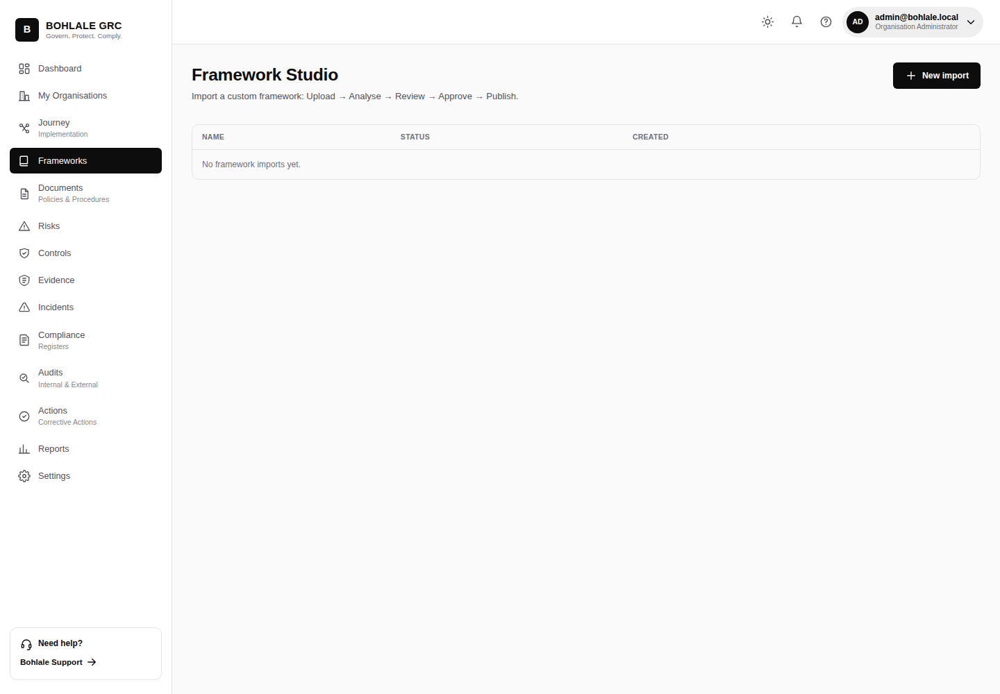 B
BOHLALE GRC
Govern. Protect. Comply.
AD
admin@bohlale.local
Organisation Administrator
Dashboard
My Organisations
Journey
Implementation
Frameworks
Documents
Policies & Procedures
Risks
Controls
Evidence
Incidents
Compliance
Registers
Audits
Internal & External
Actions
Corrective Actions
Reports
Settings
Need help?
Bohlale Support →
Framework Studio
Import a custom framework: Upload → Analyse → Review → Approve → Publish.
+ New import
NAME STATUS CREATED
No framework imports yet.